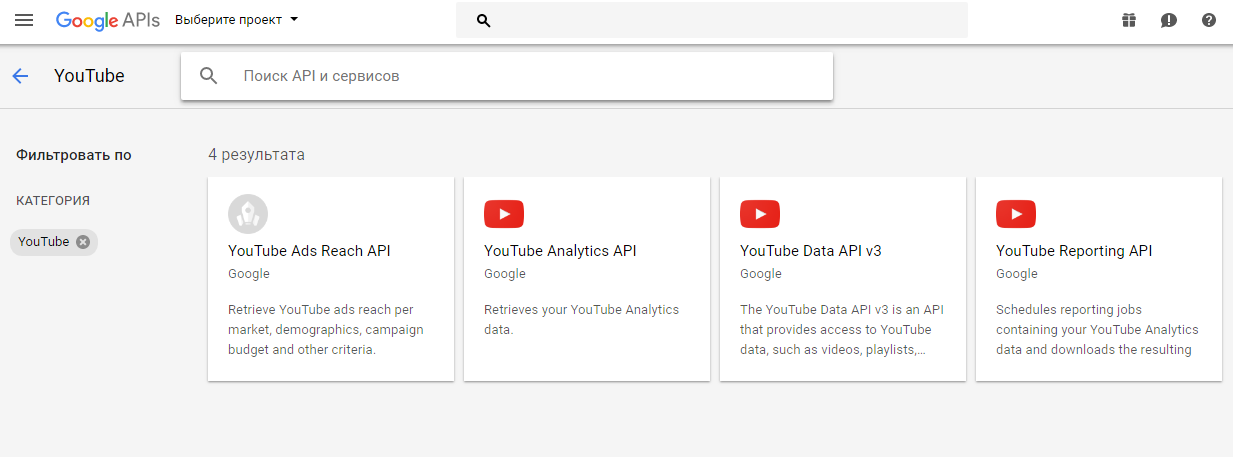 Google APIs Выберите проект
YouTube
Поиск API и сервисов
Фильтровать по
4 результата
КАТЕГОРИЯ
YouTube
YouTube Ads Reach API
Google
Retrieve YouTube ads reach per
market, demographics, campaign
budget and other criteria.
YouTube Analytics API
Google
Retrieves your YouTube Analytics
data.
YouTube Data API v3
Google
The YouTube Data API v3 is an API
that provides access to YouTube
data, such as videos, playlists,...
YouTube Reporting API
Google
Schedules reporting jobs
containing your YouTube Analytics
data and downloads the resulting